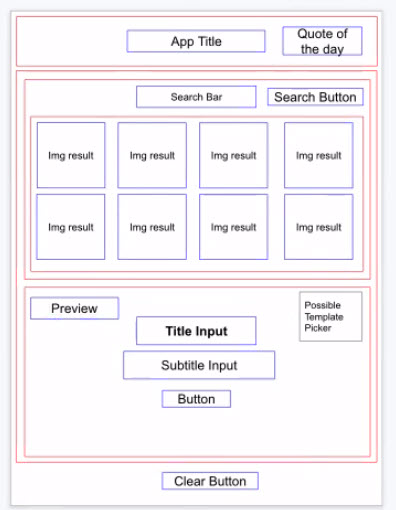 App Title
Quote of
the day
Search Bar
Search Button
Img result
Img result
Img result
Img result
Img result
Img result
Img result
Img result
Preview
Possible
Template
Picker
Title Input
Subtitle Input
Button
Clear Button